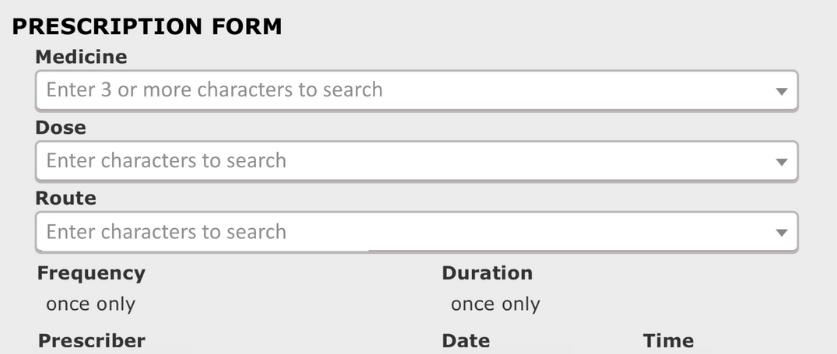 PRESCRIPTION FORM
Medicine
Enter 3 or more characters to search
Dose
Enter characters to search
Route
Enter characters to search
Frequency Duration
once only once only
Prescriber Date Time